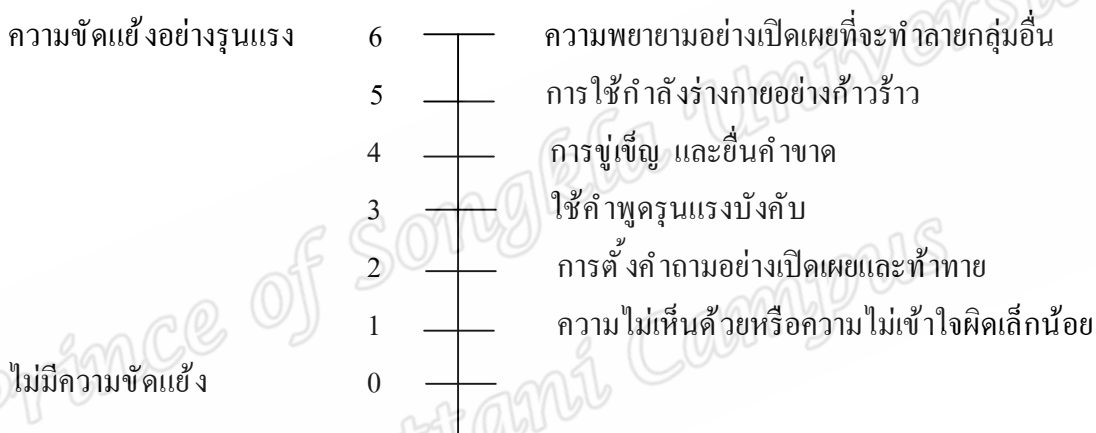 ความขัดแย้งอย่างรุนแรง 6 ความพยายามอย่างเปิดเผยที่จะทำลายกลุ่มอื่น
5 การใช้กำลังร่างกายอย่างก้าวร้าว
4 การขู่เข็ญ และยื่นคำขาด
3 ใช้คำพูดรุนแรงบังคับ
2 การตั้งคำถามอย่างเปิดเผยและท้าทาย
1 ความไม่เห็นด้วยหรือความไม่เข้าใจผิดเล็กน้อย
ไม่มีความขัดแย้ง 0
Prince of Songkla Universi
ttani Campus